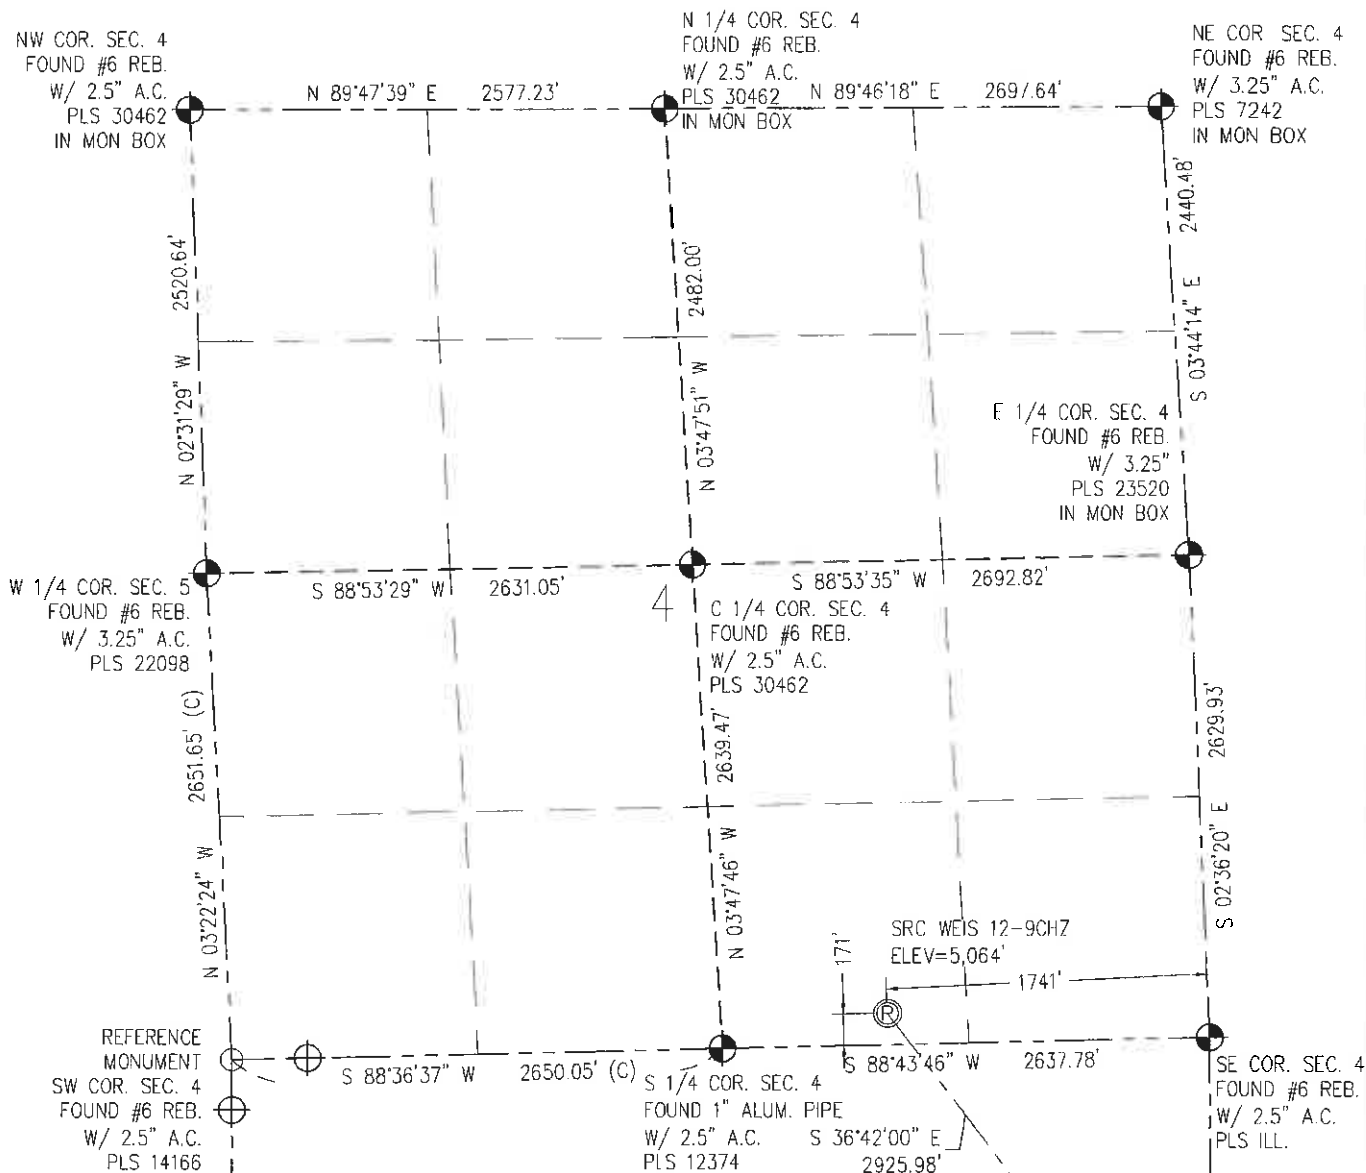 NW COR. SEC. 4
FOUND #6 REB.
W/ 2.5" A.C.
PLS 30462
IN MON BOX
N 89°47'39" E 2577.23'
N 1/4 COR. SEC. 4
FOUND #6 REB.
W/ 2.5" A.C.
PLS 30462
IN MON BOX
N 89°46'18" E 2697.64'
NE COR SEC. 4
FOUND #6 REB.
W/ 3.25" A.C.
PLS 7242
IN MON BOX
N 02°31'29" W 2520.64'
N 03°47'51" W 2482.00'
S 03°44'14" E 2440.48'
E 1/4 COR. SEC. 4
FOUND #6 REB.
W/ 3.25"
PLS 23520
IN MON BOX
W 1/4 COR. SEC. 5
FOUND #6 REB.
W/ 3.25" A.C.
PLS 22098
S 88°53'29" W 2631.05'
4
S 88°53'35" W 2692.82'
C 1/4 COR. SEC. 4
FOUND #6 REB.
W/ 2.5" A.C.
PLS 30462
N 03°22'24" W 2651.65' (C)
N 03°47'46" W 2639.47'
S 02°36'20" E 2629.93'
SRC WEIS 12-9CHZ
ELEV=5,064'
171'
1741'
R
REFERENCE
MONUMENT
SW COR. SEC. 4
FOUND #6 REB.
W/ 2.5" A.C.
PLS 14166
S 88°36'37" W 2650.05' (C)
S 1/4 COR. SEC. 4
FOUND 1" ALUM. PIPE
W/ 2.5" A.C.
PLS 12374
S 88°43'46" W 2637.78'
S 36°42'00" E
2925.98'
SE COR. SEC. 4
FOUND #6 REB.
W/ 2.5" A.C.
PLS ILL.